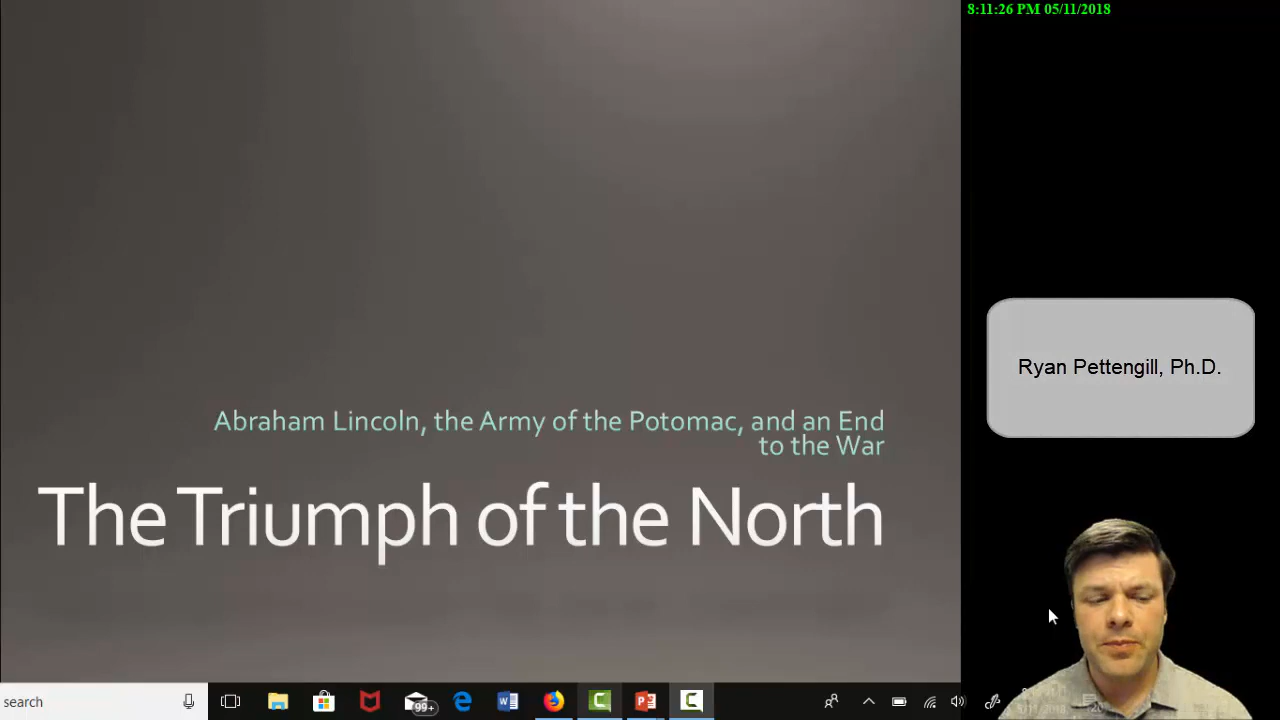 8:11:26 PM 05/11/2018
Ryan Pettengill, Ph.D.
Abraham Lincoln, the Army of the Potomac, and an End
to the War
The Triumph of the North
search
99+